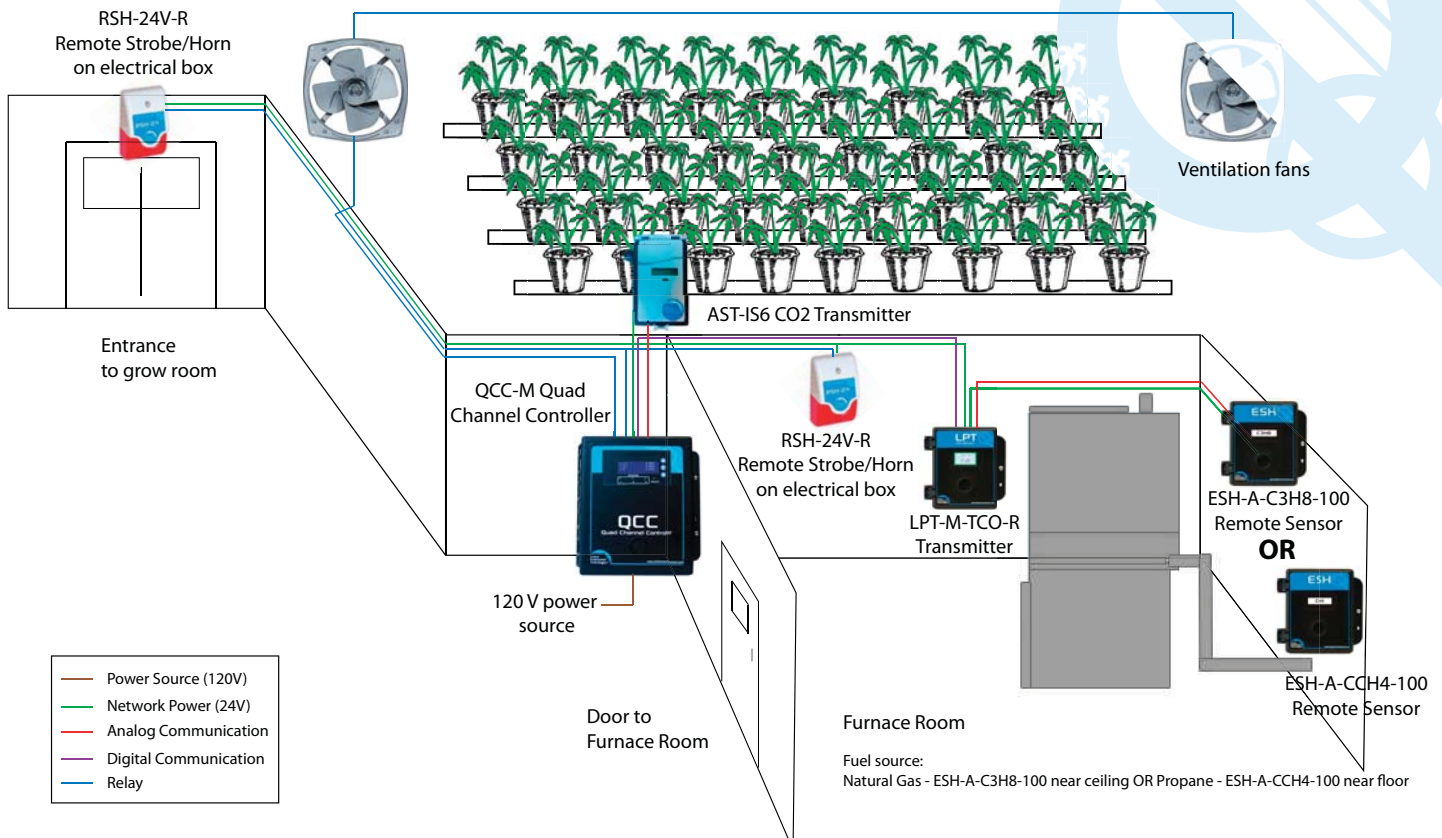 RSH-24V-R
Remote Strobe/Horn
on electrical box
Ventilation fans
Entrance
to grow room
AST-IS6 CO2 Transmitter
QCC-M Quad
Channel Controller
RSH-24V-R
Remote Strobe/Horn
on electrical box
QCC
Quad Channel Controller
LPT
LPT-M-TCO-R
Transmitter
ESH
C3H8
ESH-A-C3H8-100
Remote Sensor
OR
ESH
ESH-A-CCH4-100
Remote Sensor
120 V power
source
Power Source (120V)
Network Power (24V)
Analog Communication
Digital Communication
Relay
Door to
Furnace Room
Furnace Room
Fuel source:
Natural Gas - ESH-A-C3H8-100 near ceiling OR Propane - ESH-A-CCH4-100 near floor